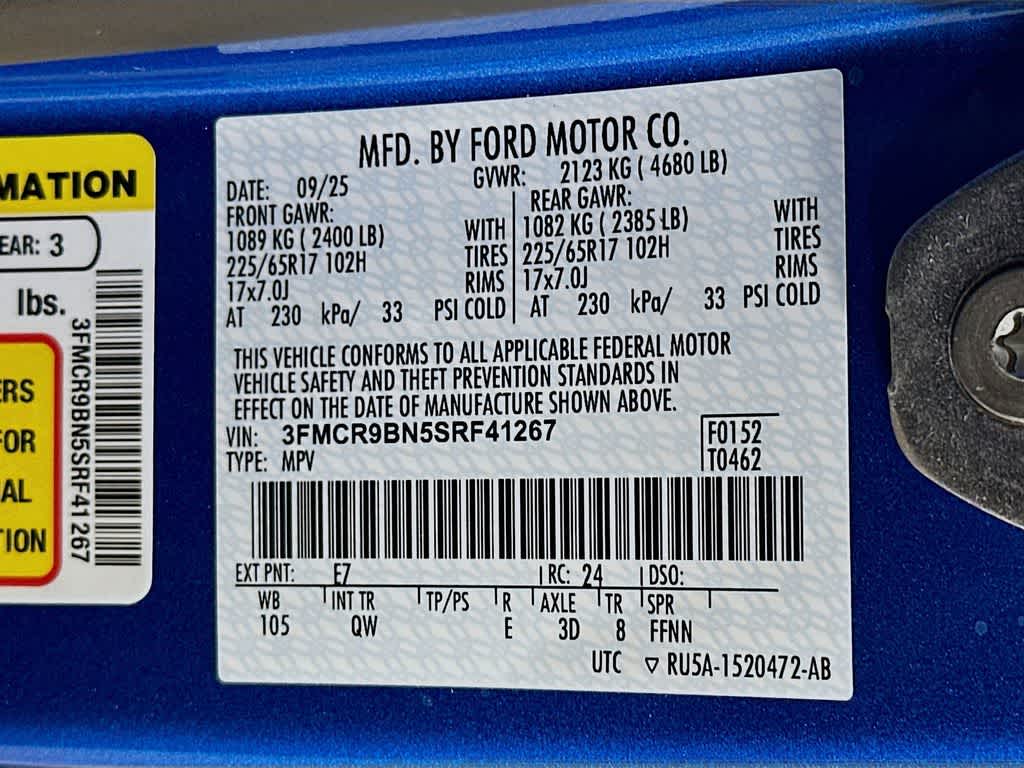 MATION
EAR: 3
lbs.
ERS
FOR
AL
TION
3FMCR9BN5SRF41267
MFD. BY FORD MOTOR CO.
DATE: 09/25 GVWR: 2123 KG ( 4680 LB)
FRONT GAWR: REAR GAWR:
1089 KG ( 2400 LB) WITH 1082 KG ( 2385 LB) WITH
225/65R17 102H TIRES 225/65R17 102H TIRES
17x7.0J RIMS 17x7.0J RIMS
AT 230 kPa/ 33 PSI COLD AT 230 kPa/ 33 PSI COLD
THIS VEHICLE CONFORMS TO ALL APPLICABLE FEDERAL MOTOR
VEHICLE SAFETY AND THEFT PREVENTION STANDARDS IN
EFFECT ON THE DATE OF MANUFACTURE SHOWN ABOVE.
VIN: 3FMCR9BN5SRF41267 F0152
TYPE: MPV T0462
EXT PNT: E7 RC: 24 DSO:
WB INT TR TP/PS R AXLE TR SPR
105 QW E 3D 8 FFNN
UTC ▽ RU5A-1520472-AB